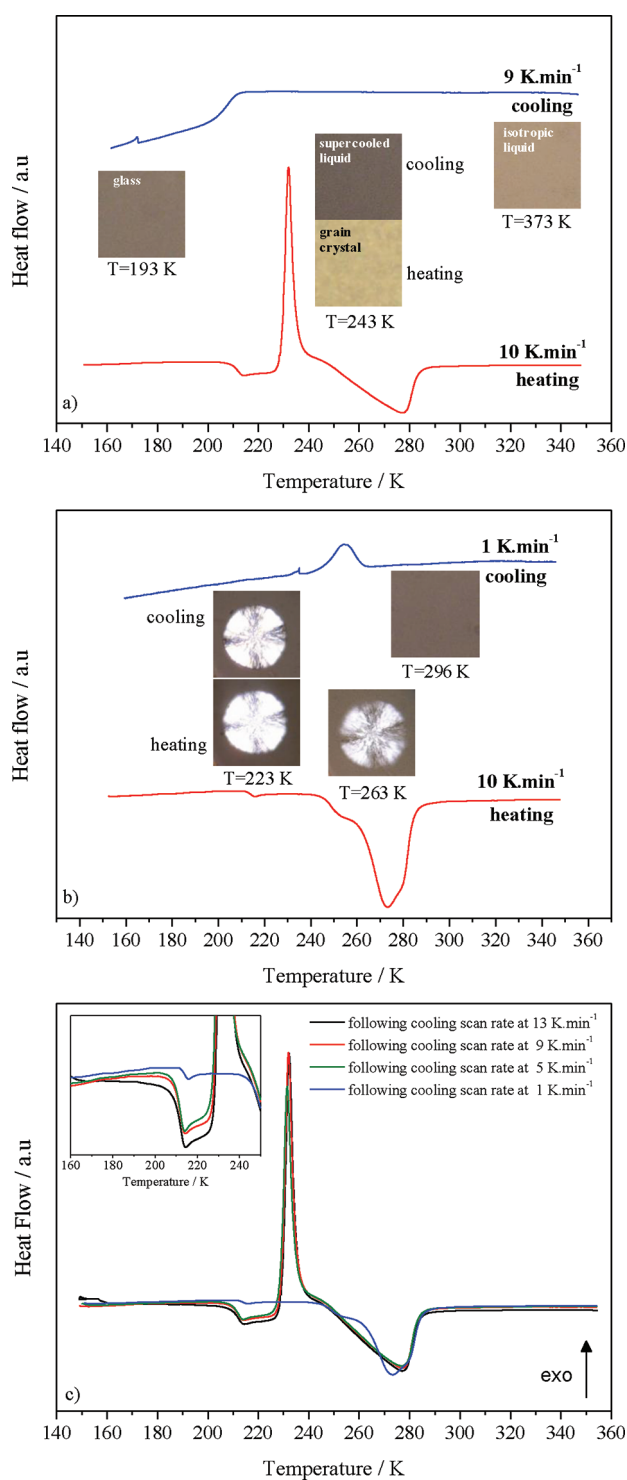 9 K.min-1
cooling
isotropic
liquid
supercooled
liquid
cooling
glass
T=373 K
grain
crystal
T=193 K
heating
T=243 K
10 K.min-1
heating
a)
Heat flow / a.u
140 160 180 200 220 240 260 280 300 320 340 360
Temperature / K
1 K.min-1
cooling
cooling
T=296 K
heating
T=223 K
T=263 K
10 K.min-1
heating
b)
Heat flow / a.u
140 160 180 200 220 240 260 280 300 320 340 360
Temperature / K
following cooling scan rate at 13 K.min-1
following cooling scan rate at 9 K.min-1
following cooling scan rate at 5 K.min-1
following cooling scan rate at 1 K.min-1
160 180 200 220 240
Temperature / K
exo
c)
Heat Flow / a.u
140 160 180 200 220 240 260 280 300 320 340 360
Temperature / K